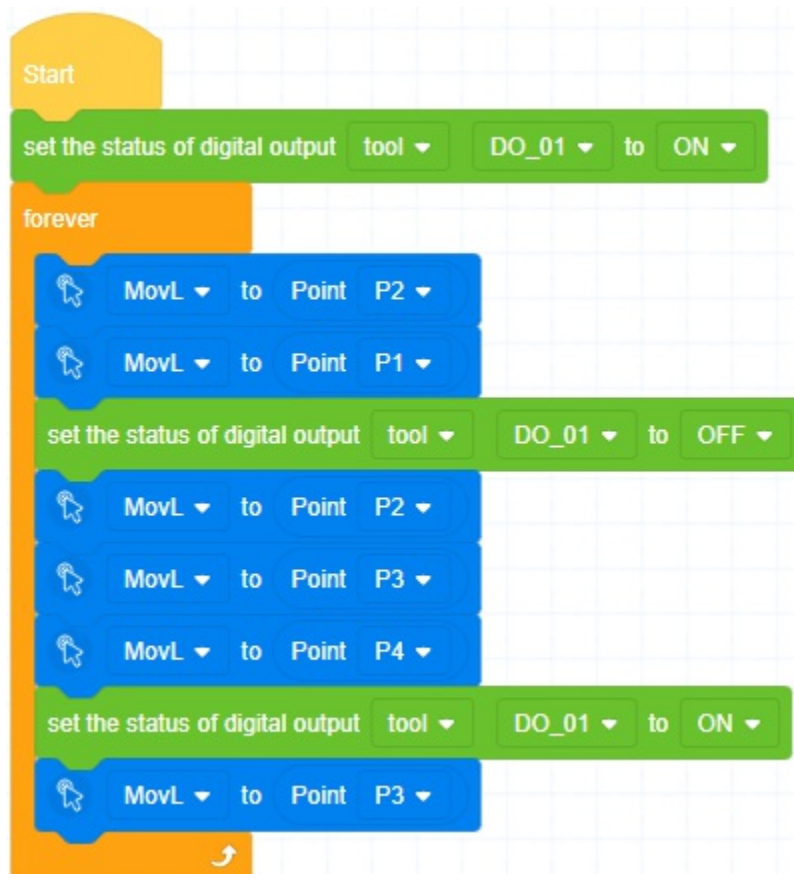 Start
set the status of digital output tool DO_01 to ON
forever
MovL to Point P2
MovL to Point P1
set the status of digital output tool DO_01 to OFF
MovL to Point P2
MovL to Point P3
MovL to Point P4
set the status of digital output tool DO_01 to ON
MovL to Point P3